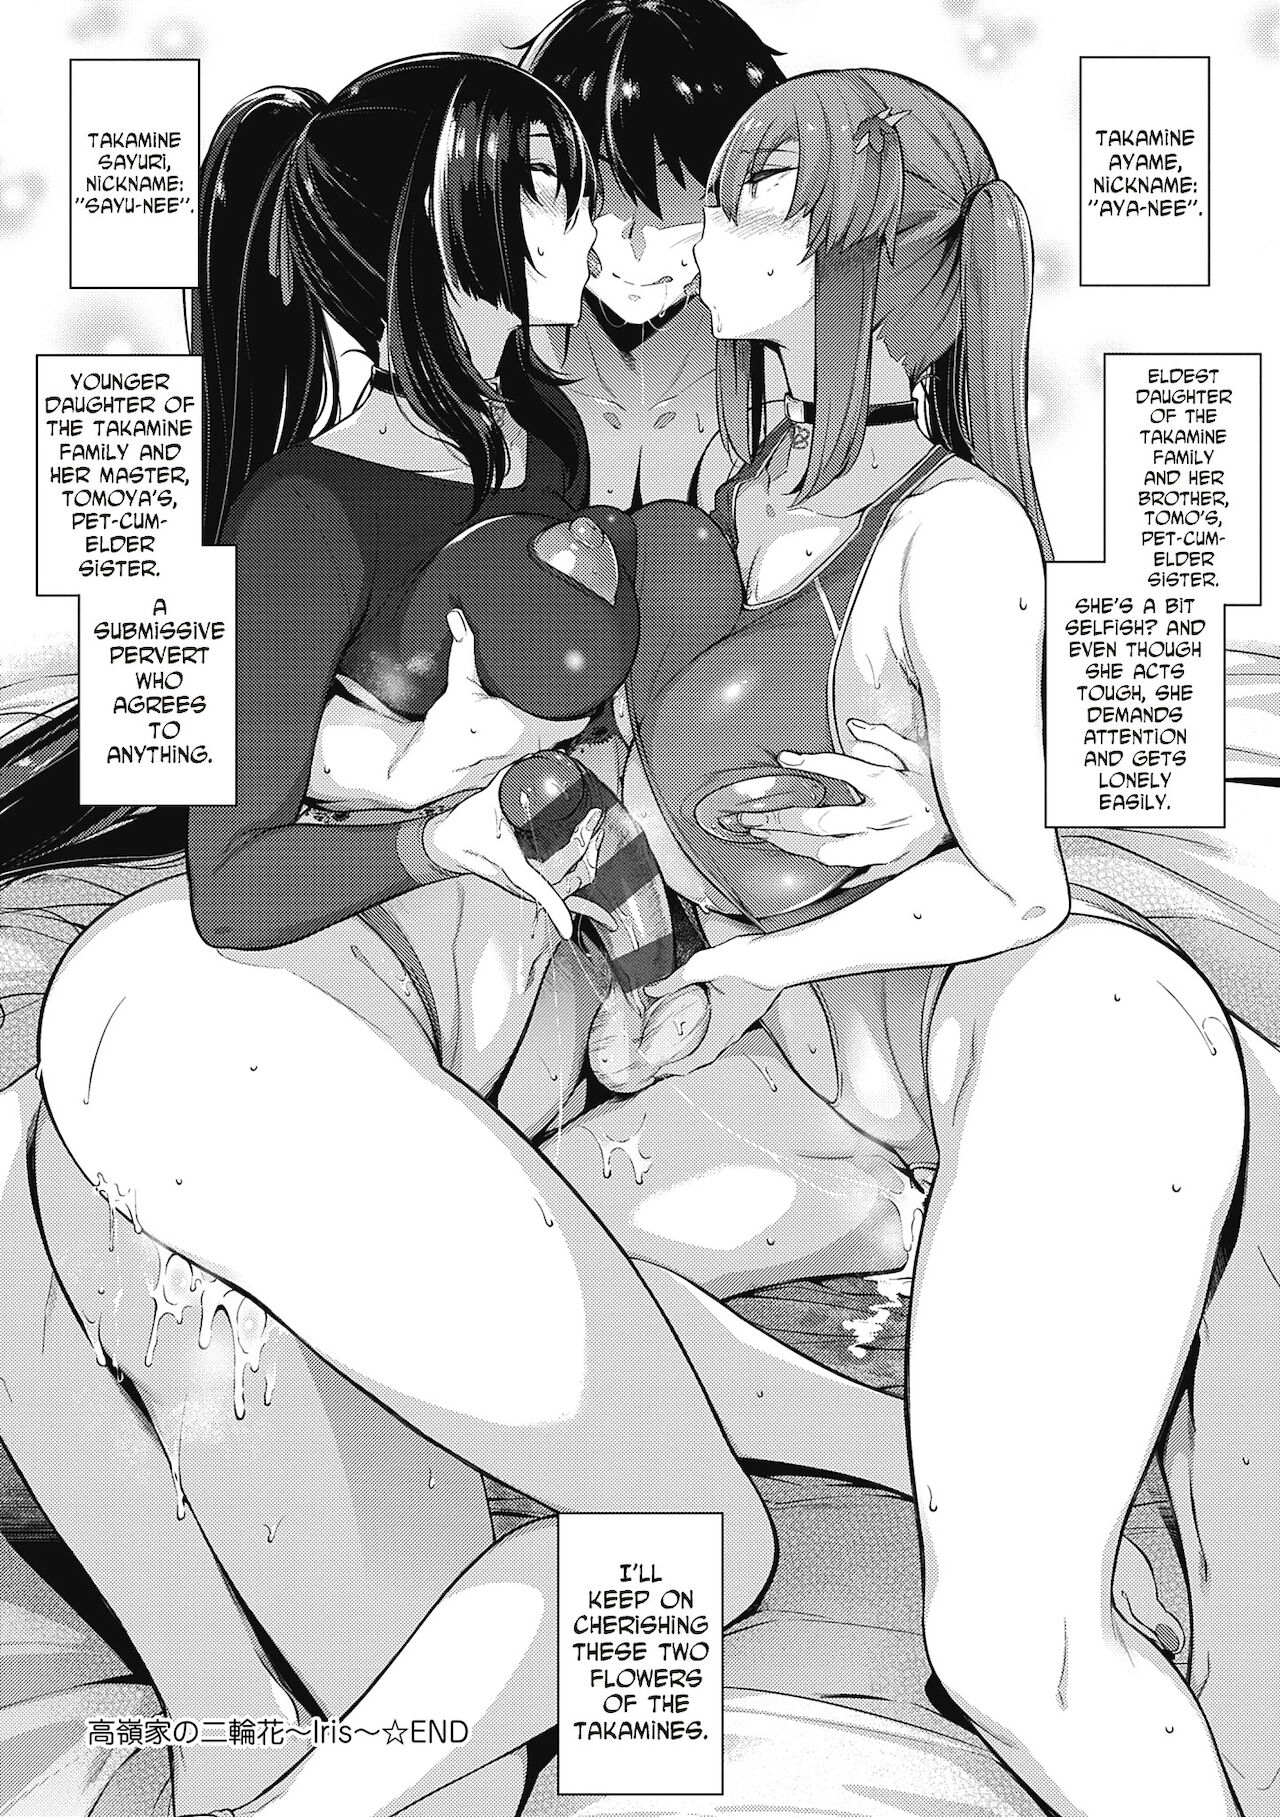 TAKAMINE
AYAME,
NICKNAME:
"AYA-NEE".
ELDEST
DAUGHTER
OF THE
TAKAMINE
FAMILY
AND HER
BROTHER,
TOMO'S,
PET-CUM-
ELDER
SISTER.
SHE'S A BIT
SELFISH? AND
EVEN THOUGH
SHE ACTS
TOUGH, SHE
DEMANDS
ATTENTION
AND GETS
LONELY
EASILY.
TAKAMINE
SAYURI,
NICKNAME:
"SAYU-NEE".
YOUNGER
DAUGHTER OF
THE TAKAMINE
FAMILY AND
HER MASTER,
TOMOYA'S,
PET-CUM-
ELDER
SISTER.
A
SUBMISSIVE
PERVERT
WHO
AGREES
TO
ANYTHING.
I'LL
KEEP ON
CHERISHING
THESE TWO
FLOWERS
OF THE
TAKAMINES.
高嶺家の二輪花～Iris～☆END